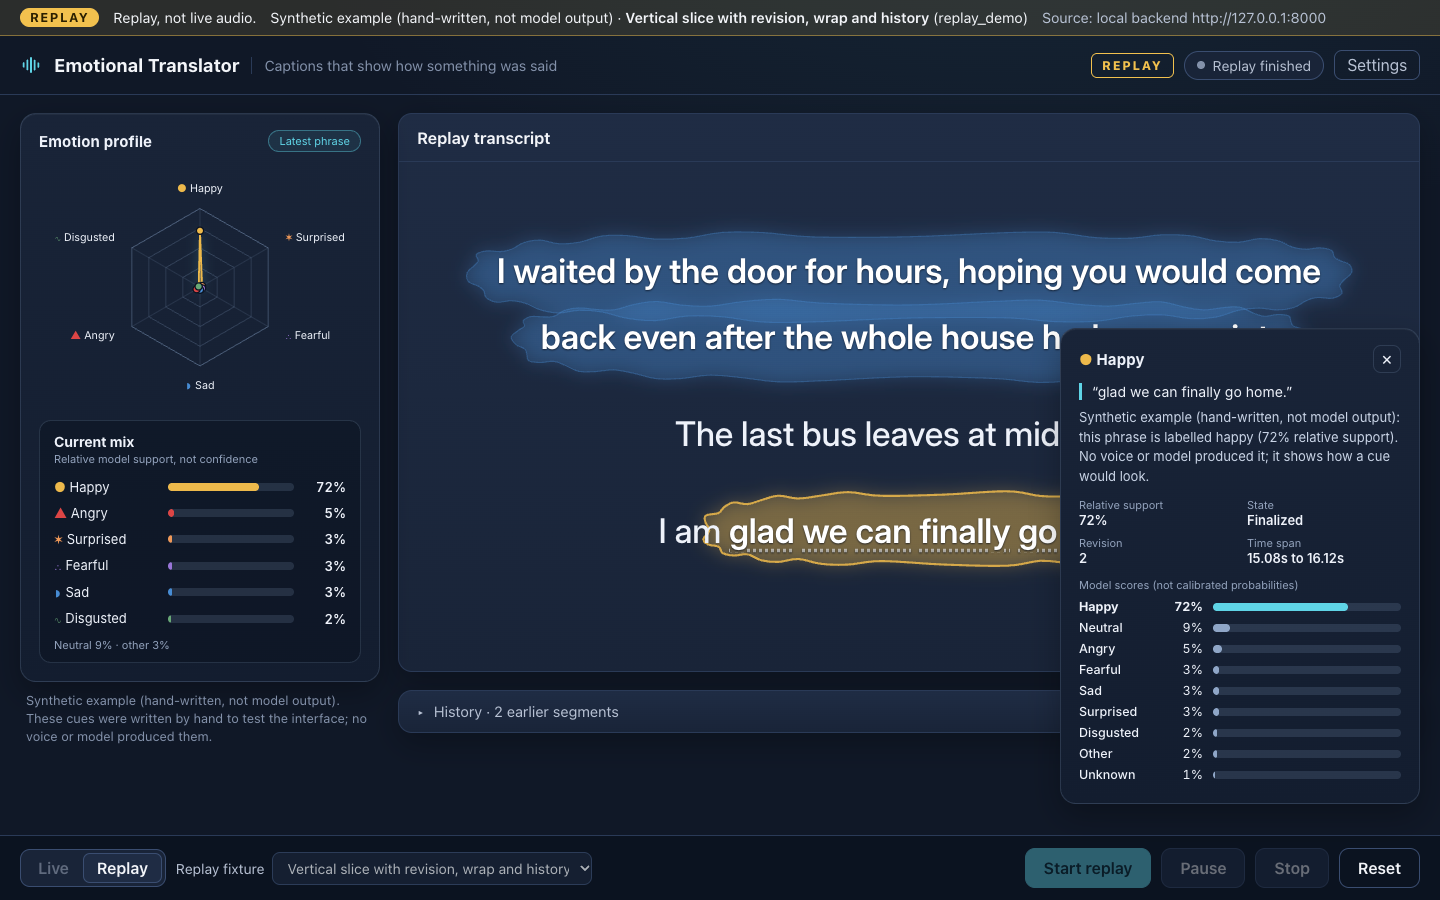 REPLAY Replay, not live audio. Synthetic example (hand-written, not model output) · Vertical slice with revision, wrap and history (replay_demo) Source: local backend http://127.0.0.1:8000
Emotional Translator Captions that show how something was said
REPLAY Replay finished Settings
Emotion profile Latest phrase
Happy
Disgusted Surprised
Angry Fearful
Sad
Current mix
Relative model support, not confidence
Happy 72%
Angry 5%
Surprised 3%
Fearful 3%
Sad 3%
Disgusted 2%
Neutral 9% · other 3%
Synthetic example (hand-written, not model output).
These cues were written by hand to test the interface; no
voice or model produced them.
Replay transcript
I waited by the door for hours, hoping you would come
back even after the whole house
The last bus leaves at mid
I am glad we can finally go
History · 2 earlier segments
Happy ×
“glad we can finally go home.”
Synthetic example (hand-written, not model output):
this phrase is labelled happy (72% relative support).
No voice or model produced it; it shows how a cue
would look.
Relative support State
72% Finalized
Revision Time span
2 15.08s to 16.12s
Model scores (not calibrated probabilities)
Happy 72%
Neutral 9%
Angry 5%
Fearful 3%
Sad 3%
Surprised 3%
Disgusted 2%
Other 2%
Unknown 1%
Live Replay Replay fixture Vertical slice with revision, wrap and history
Start replay Pause Stop Reset